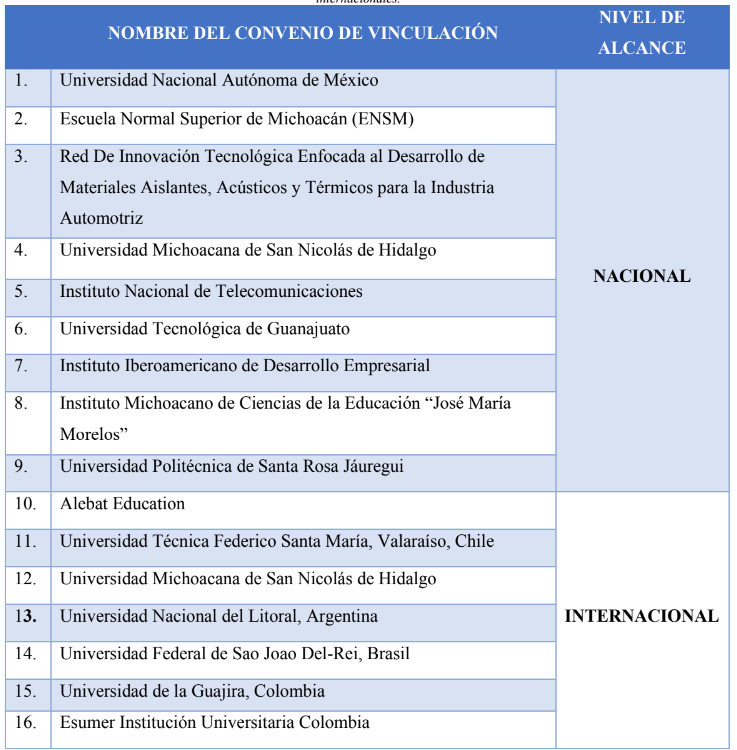 internacionales.
NOMBRE DEL CONVENIO DE VINCULACIÓN
NIVEL DE
ALCANCE
1. Universidad Nacional Autónoma de México
2. Escuela Normal Superior de Michoacán (ENSM)
3. Red De Innovación Tecnológica Enfocada al Desarrollo de
Materiales Aislantes, Acústicos y Térmicos para la Industria
Automotriz
4. Universidad Michoacana de San Nicolás de Hidalgo
5. Instituto Nacional de Telecomunicaciones
6. Universidad Tecnológica de Guanajuato
7. Instituto Iberoamericano de Desarrollo Empresarial
8. Instituto Michoacano de Ciencias de la Educación “José María
Morelos”
9. Universidad Politécnica de Santa Rosa Jáuregui
NACIONAL
10. Alebat Education
11. Universidad Técnica Federico Santa María, Valaraíso, Chile
12. Universidad Michoacana de San Nicolás de Hidalgo
13. Universidad Nacional del Litoral, Argentina
14. Universidad Federal de Sao Joao Del-Rei, Brasil
15. Universidad de la Guajira, Colombia
16. Esumer Institución Universitaria Colombia
INTERNACIONAL